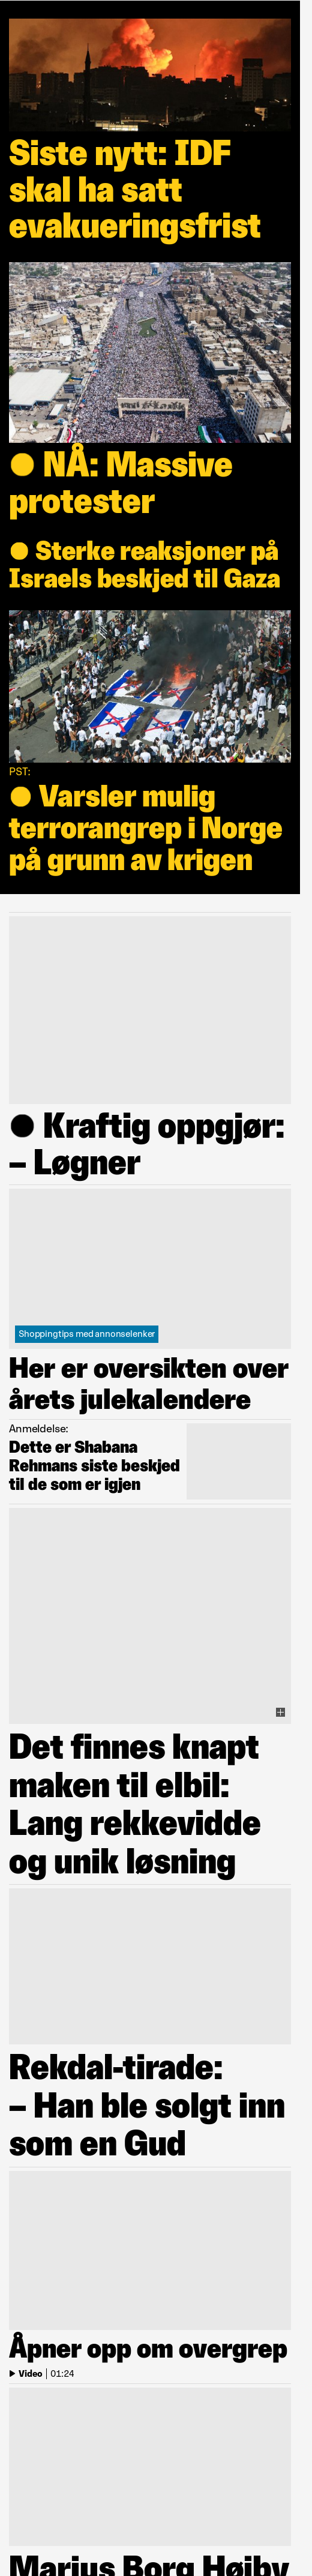 Siste nytt: IDF
skal ha satt
evakueringsfrist
NÅ: Massive
protester
Sterke reaksjoner på
Israels beskjed til Gaza
PST:
Varsler mulig
terrorangrep i Norge
på grunn av krigen
Kraftig oppgjør:
– Løgner
Shoppingtips med annonselenker
Her er oversikten over
årets julekalendere
Anmeldelse:
Dette er Shabana
Rehmans siste beskjed
til de som er igjen
Det finnes knapt
maken til elbil:
Lang rekkevidde
og unik løsning
Rekdal-tirade:
– Han ble solgt inn
som en Gud
Åpner opp om overgrep
Video | 01:24
Marius Borg Høiby